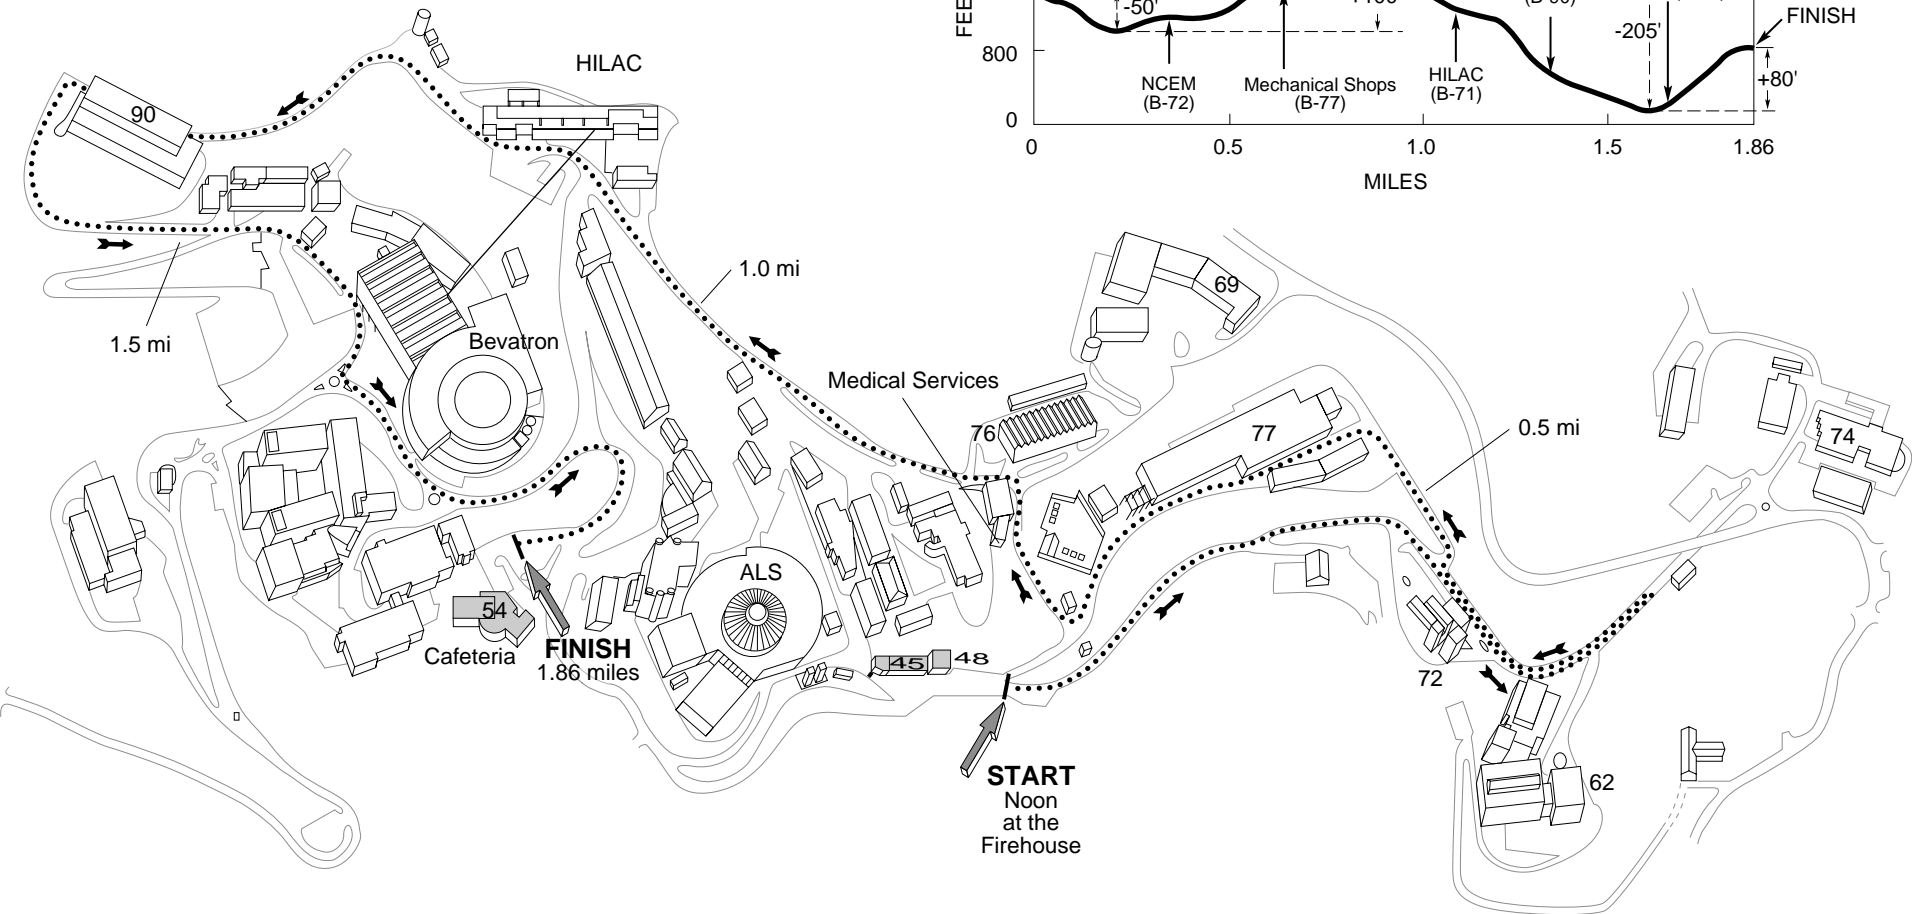 -50'
-205'
FINISH
800
+80'
NCEM
(B-72)
Mechanical Shops
(B-77)
HILAC
(B-71)
0
0
0.5
1.0
1.5
1.86
MILES
HILAC
90
1.0 mi
69
1.5 mi
Bevatron
Medical Services
76
77
0.5 mi
74
ALS
54
Cafeteria
FINISH
1.86 miles
45
48
72
START
Noon
at the
Firehouse
62